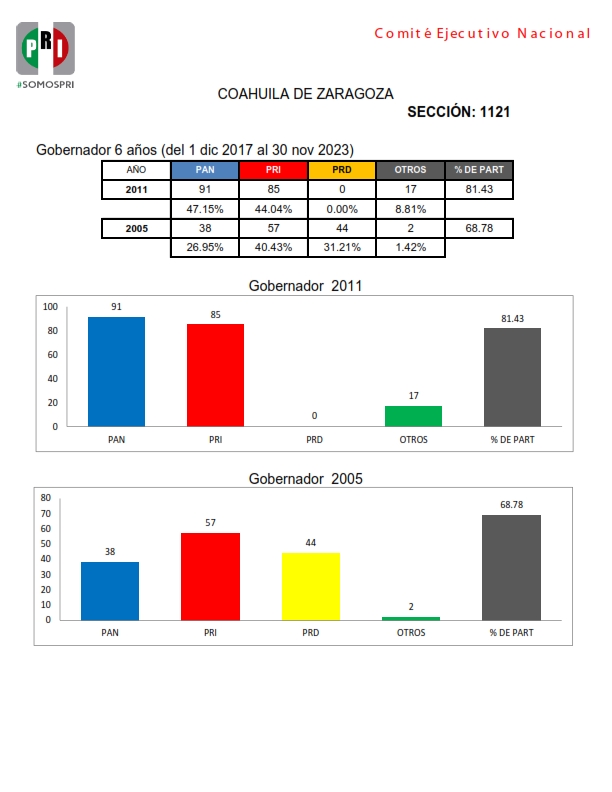 Comité Ejecutivo Nacional
PRI
#SOMOSPRI
COAHUILA DE ZARAGOZA
SECCIÓN: 1121
Gobernador 6 años (del 1 dic 2017 al 30 nov 2023)
AÑO PAN PRI PRD OTROS % DE PART
2011 91 85 0 17 81.43
47.15% 44.04% 0.00% 8.81%
2005 38 57 44 2 68.78
26.95% 40.43% 31.21% 1.42%
Gobernador 2011
100
80
60
40
20
0
91
85
0
17
81.43
PAN PRI PRD OTROS % DE PART
Gobernador 2005
80
70
60
50
40
30
20
10
0
38
57
44
2
68.78
PAN PRI PRD OTROS % DE PART